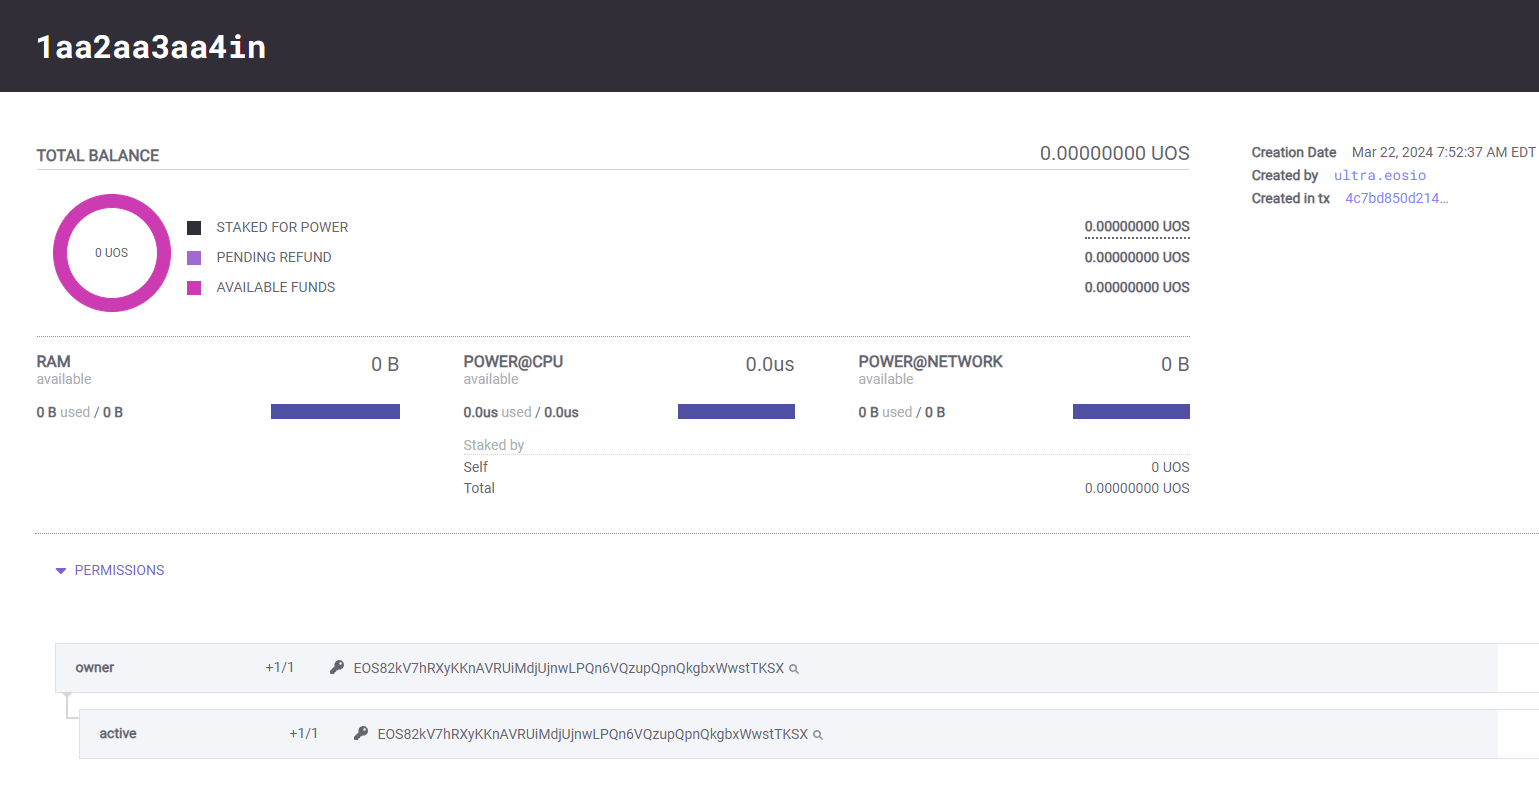 1aa2aa3aa4in
TOTAL BALANCE 0.00000000 UOS
Creation Date Mar 22, 2024 7:52:37 AM EDT
Created by ultra.eosio
Created in tx 4c7bd850d214…
0 UOS
STAKED FOR POWER 0.00000000 UOS
PENDING REFUND 0.00000000 UOS
AVAILABLE FUNDS 0.00000000 UOS
RAM 0 B
available
0 B used / 0 B
POWER@CPU 0.0us
available
0.0us used / 0.0us
POWER@NETWORK 0 B
available
0 B used / 0 B
Staked by
Self 0 UOS
Total 0.00000000 UOS
PERMISSIONS
owner +1/1 EOS82kV7hRXyKKnAVRUiMdjUjnwLPQn6VQzupQpnQkgbxWwstTKSX
active +1/1 EOS82kV7hRXyKKnAVRUiMdjUjnwLPQn6VQzupQpnQkgbxWwstTKSX